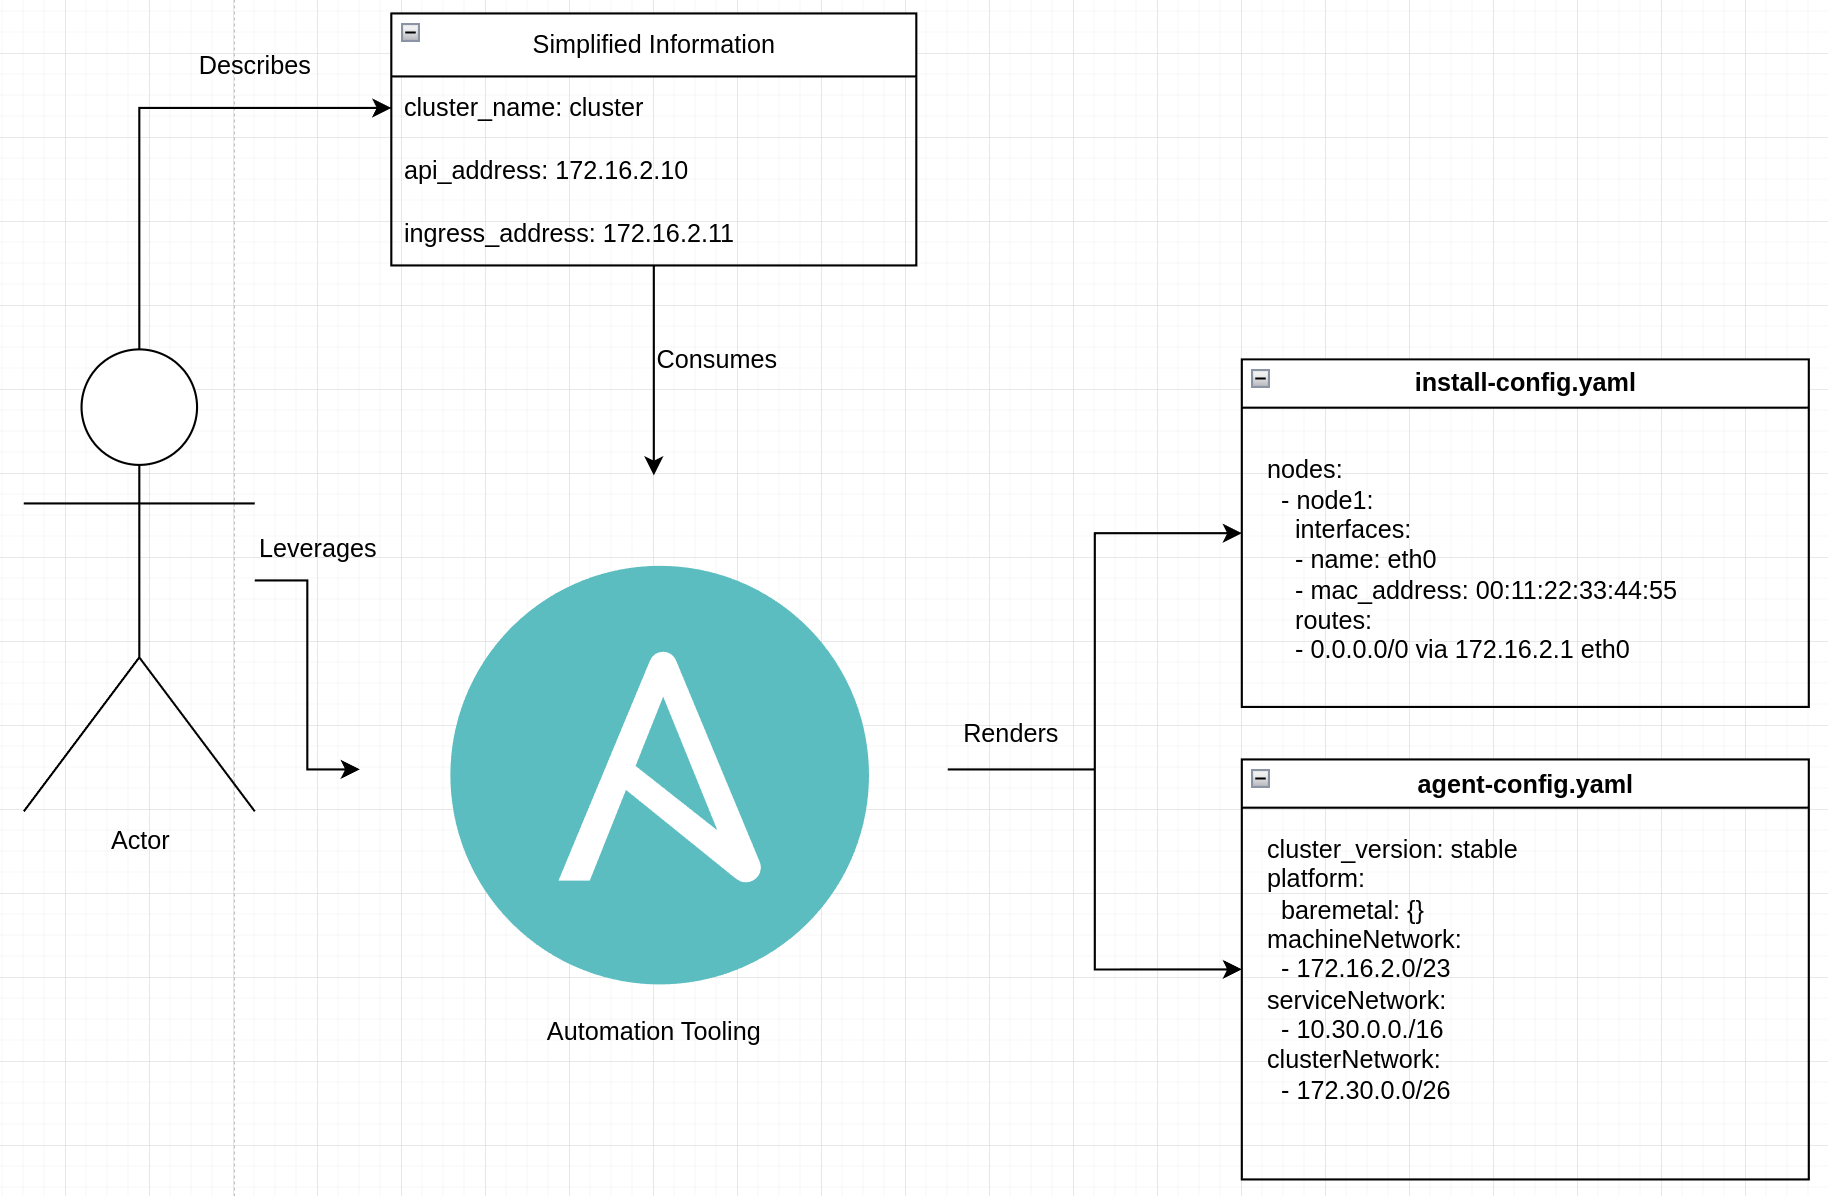 Describes
Simplified Information
cluster_name: cluster
api_address: 172.16.2.10
ingress_address: 172.16.2.11
Consumes
Leverages
Actor
Automation Tooling
Renders
install-config.yaml
nodes:
- node1:
interfaces:
- name: eth0
- mac_address: 00:11:22:33:44:55
routes:
- 0.0.0.0/0 via 172.16.2.1 eth0
agent-config.yaml
cluster_version: stable
platform:
baremetal: {}
machineNetwork:
- 172.16.2.0/23
serviceNetwork:
- 10.30.0.0./16
clusterNetwork:
- 172.30.0.0/26